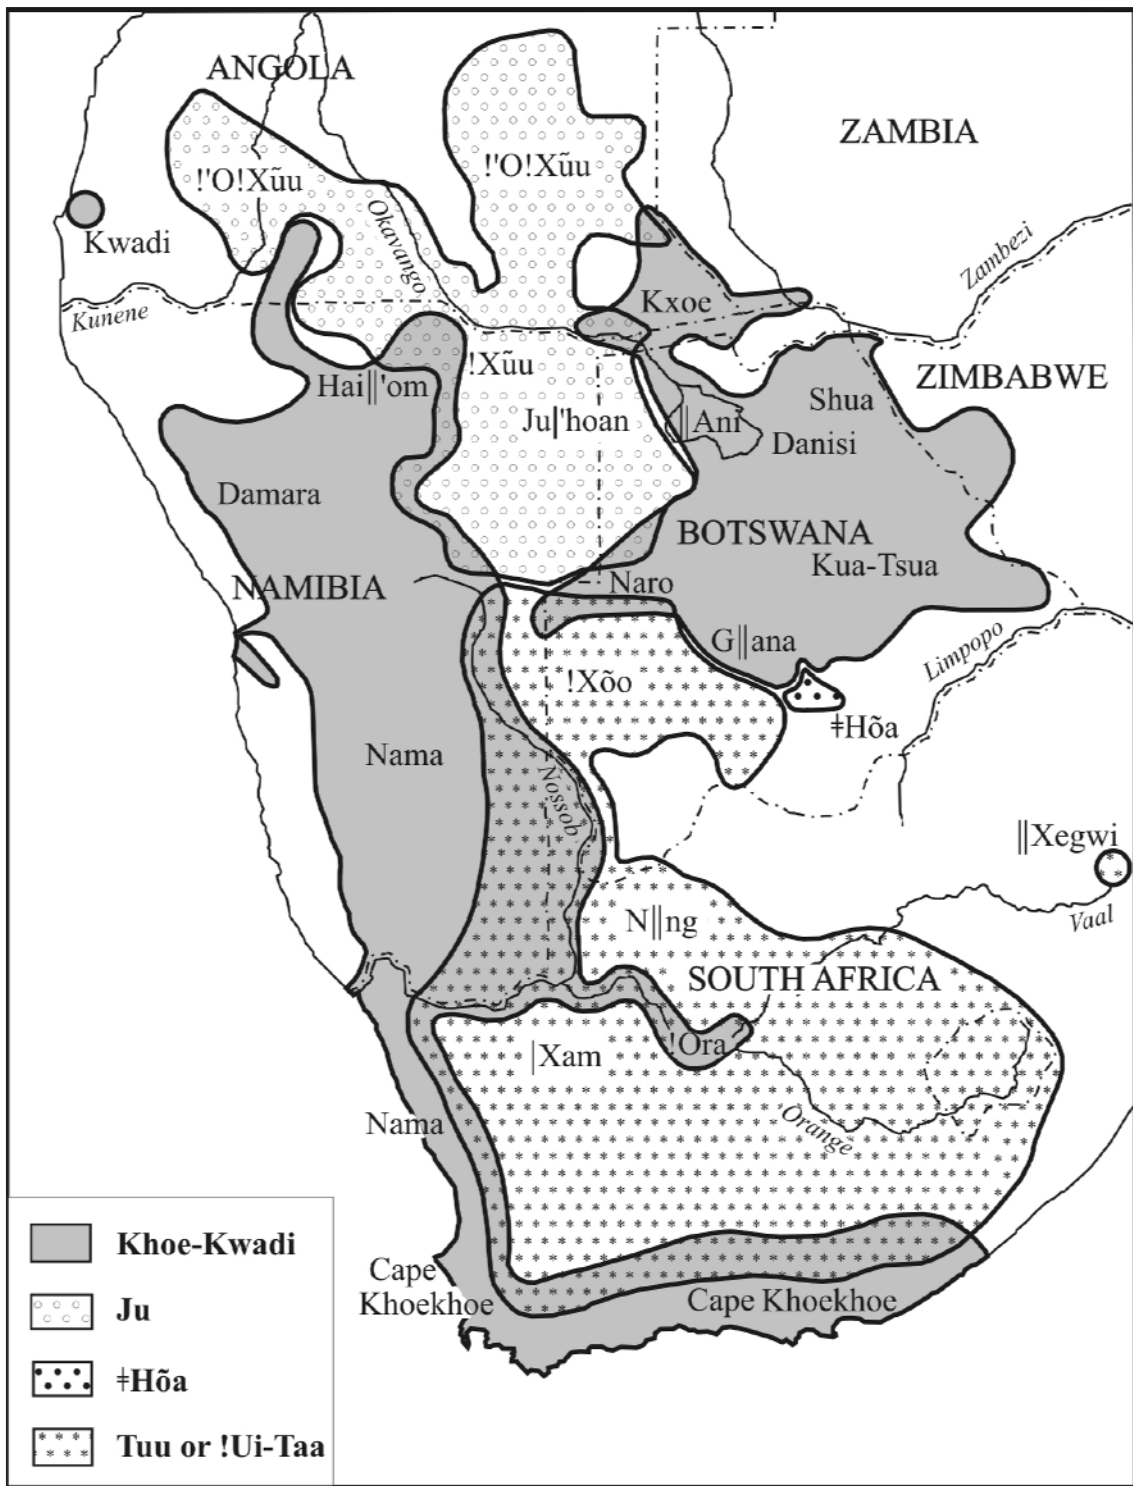 ANGOLA
ZAMBIA
!'O!Xũu
!'O!Xũu
Okavango
Kwadi
Zambezi
Kunene
Kxoe
!Xũu
ZIMBABWE
Hai‖'om
Shua
Ju|'hoan
‖Ani
Danisi
Damara
BOTSWANA
Kua-Tsua
NAMIBIA
Naro
G‖ana
Limpopo
!Xõo
ǂHõa
Nama
Nossob
‖Xegwi
Vaal
N‖ng
SOUTH AFRICA
|Xam
!Ora
Nama
Orange
Cape
Khoekhoe
Cape Khoekhoe
Khoe-Kwadi
Ju
ǂHõa
Tuu or !Ui-Taa